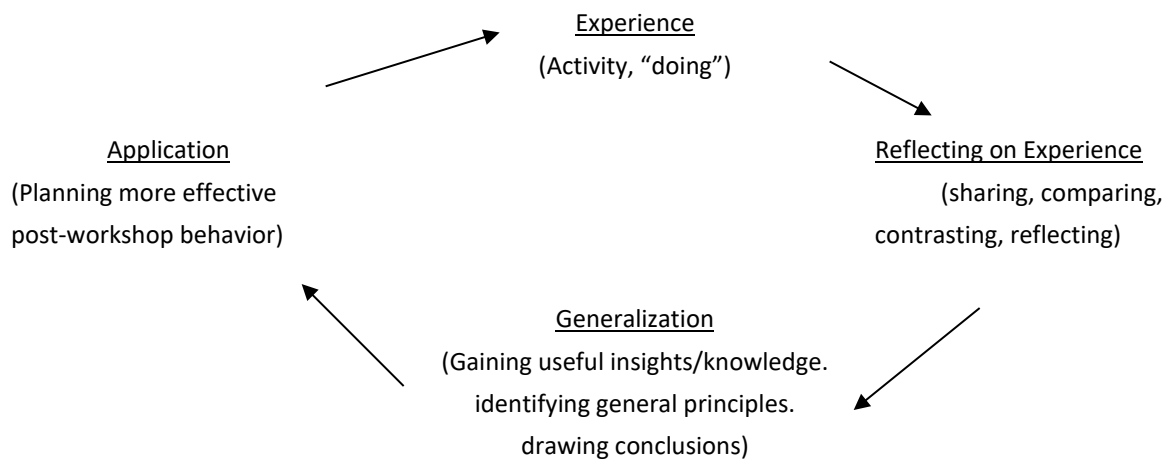 Experience
(Activity, “doing”)
Application
(Planning more effective
post-workshop behavior)
Reflecting on Experience
(sharing, comparing,
contrasting, reflecting)
Generalization
(Gaining useful insights/knowledge.
identifying general principles.
drawing conclusions)